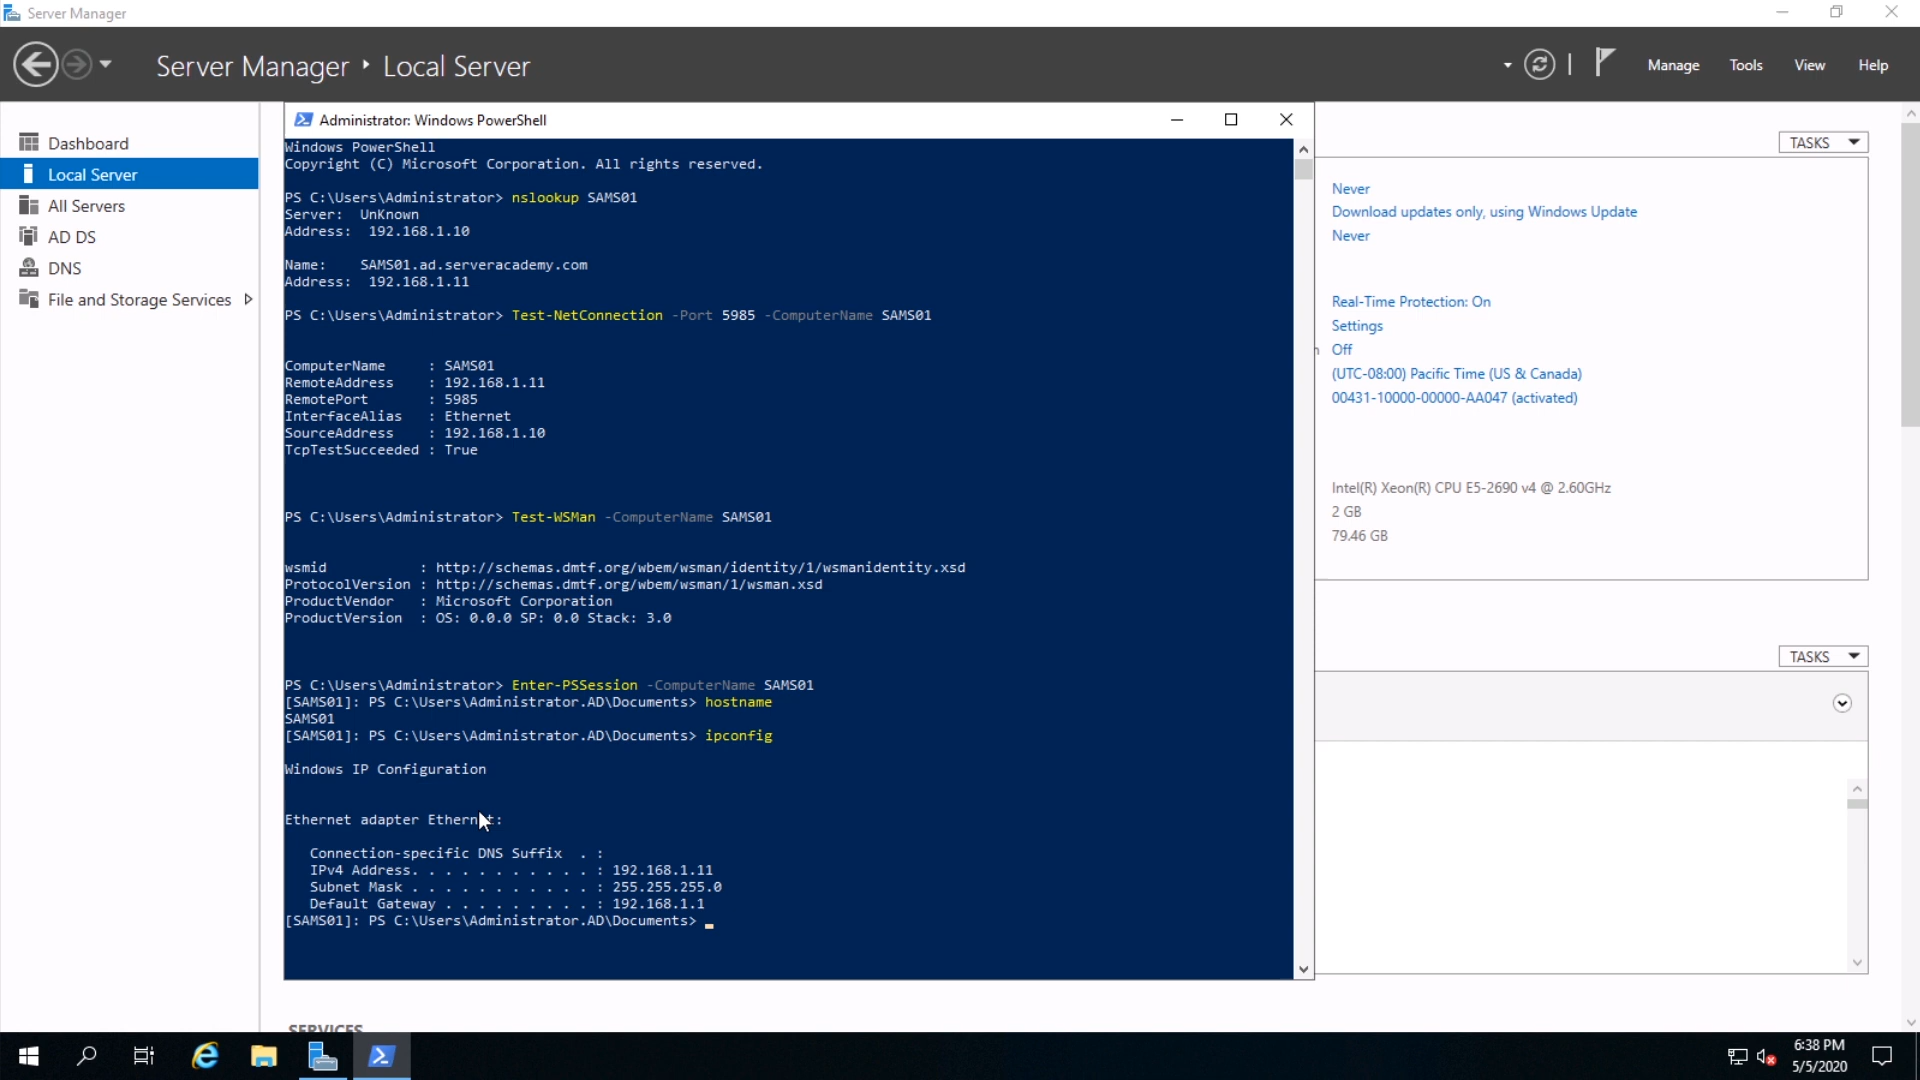 Server Manager
Server Manager ‣ Local Server
Manage Tools View Help
Dashboard
Local Server
All Servers
AD DS
DNS
File and Storage Services
Administrator: Windows PowerShell
Windows PowerShell
Copyright (C) Microsoft Corporation. All rights reserved.
PS C:\Users\Administrator> nslookup SAMS01
Server:  UnKnown
Address:  192.168.1.10
Name:    SAMS01.ad.serveracademy.com
Address:  192.168.1.11
PS C:\Users\Administrator> Test-NetConnection -Port 5985 -ComputerName SAMS01
ComputerName     : SAMS01
RemoteAddress    : 192.168.1.11
RemotePort       : 5985
InterfaceAlias   : Ethernet
SourceAddress    : 192.168.1.10
TcpTestSucceeded : True
PS C:\Users\Administrator> Test-WSMan -ComputerName SAMS01
wsmid           : http://schemas.dmtf.org/wbem/wsman/identity/1/wsmanidentity.xsd
ProtocolVersion : http://schemas.dmtf.org/wbem/wsman/1/wsman.xsd
ProductVendor   : Microsoft Corporation
ProductVersion  : OS: 0.0.0 SP: 0.0 Stack: 3.0
PS C:\Users\Administrator> Enter-PSSession -ComputerName SAMS01
[SAMS01]: PS C:\Users\Administrator.AD\Documents> hostname
SAMS01
[SAMS01]: PS C:\Users\Administrator.AD\Documents> ipconfig
Windows IP Configuration
Ethernet adapter Ethernet:
   Connection-specific DNS Suffix  . :
   IPv4 Address. . . . . . . . . . . : 192.168.1.11
   Subnet Mask . . . . . . . . . . . : 255.255.255.0
   Default Gateway . . . . . . . . . : 192.168.1.1
[SAMS01]: PS C:\Users\Administrator.AD\Documents>
TASKS
Never
Download updates only, using Windows Update
Never
Real-Time Protection: On
Settings
n Off
(UTC-08:00) Pacific Time (US & Canada)
00431-10000-00000-AA047 (activated)
Intel(R) Xeon(R) CPU E5-2690 v4 @ 2.60GHz
2 GB
79.46 GB
TASKS
SERVICES
6:38 PM
5/5/2020